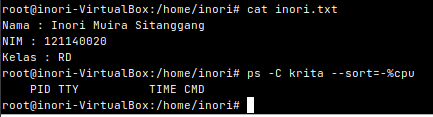 root@inori-VirtualBox:/home/inori# cat inori.txt
Nama : Inori Muira Sitanggang
NIM : 121140020
Kelas : RD
root@inori-VirtualBox:/home/inori# ps -C krita --sort=-%cpu
    PID TTY          TIME CMD
root@inori-VirtualBox:/home/inori#